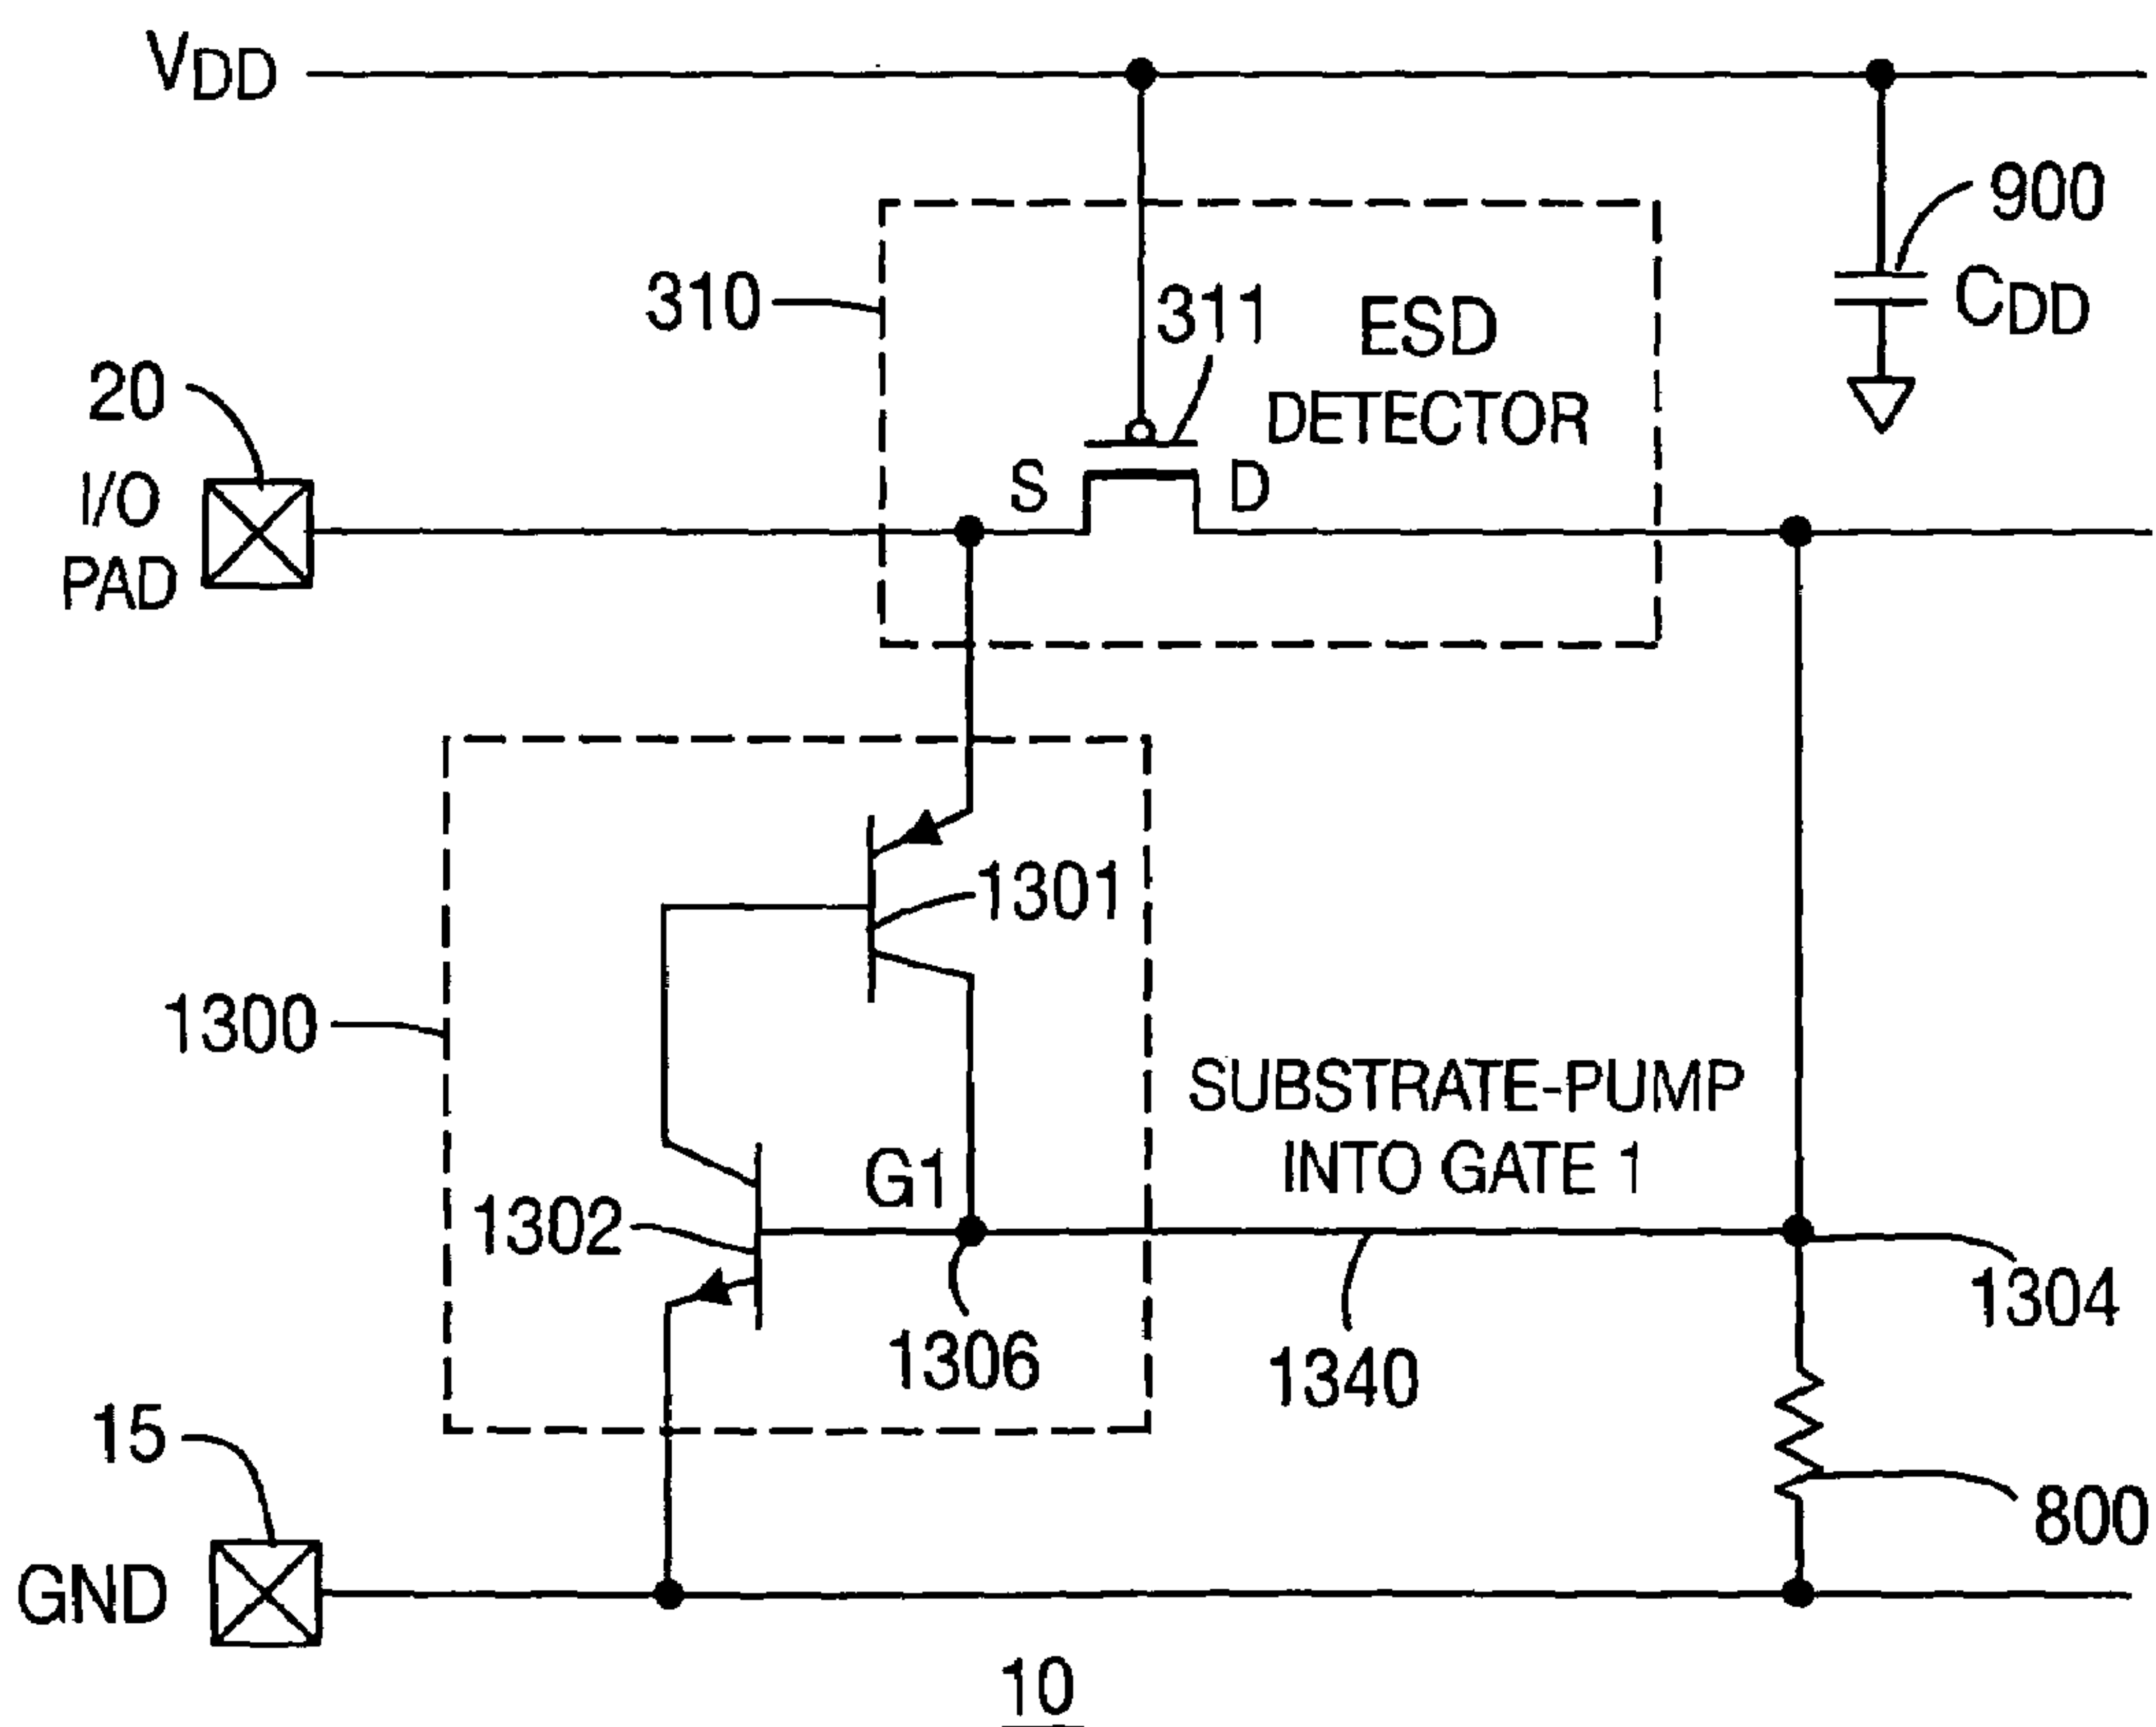 VDD
900
310
311
ESD
CDD
20
DETECTOR
I/O
S
D
PAD
1301
1300
SUBSTRATE-PUMP
G1
INTO GATE 1
1302
1304
1306
1340
15
800
GND
10